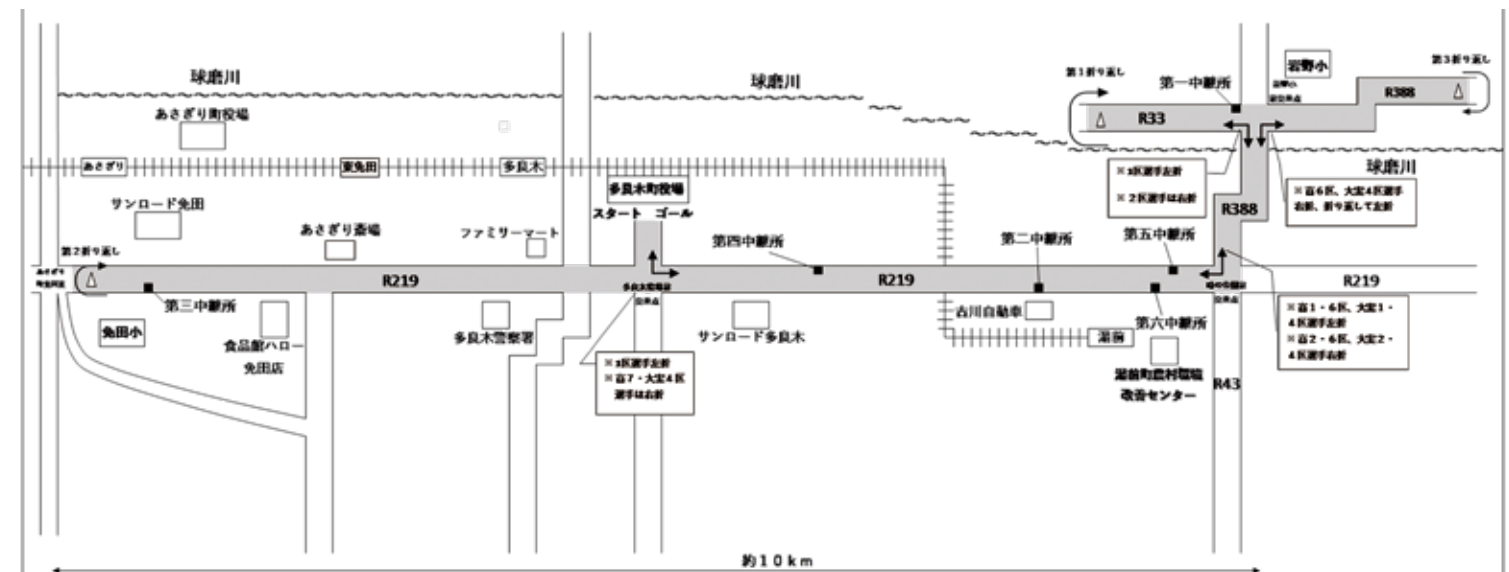 球磨川
球磨川
第1折り返し
第一中継所
岩野小
第3折り返し
R388
R33
あさぎり町役場
球磨川
あさぎり
東免田
多良木
多良木町役場
スタート ゴール
※1区選手左折
※2区選手は右折
※高6区、大実4区選手
右折、折り返して左折
サンロード免田
あさぎり斎場
ファミリーマート
第四中継所
第二中継所
第五中継所
R388
第2折り返し
R219
R219
R219
第三中継所
免田小
食品館ハロー
免田店
多良木警察署
サンロード多良木
古川自動車
第六中継所
湯前
湯前町農村環境
改善センター
※1区選手左折
※高7・大実4区
選手は右折
※高1・6区、大実1・
4区選手左折
※高2・6区、大実2・
4区選手右折
R43
約10km